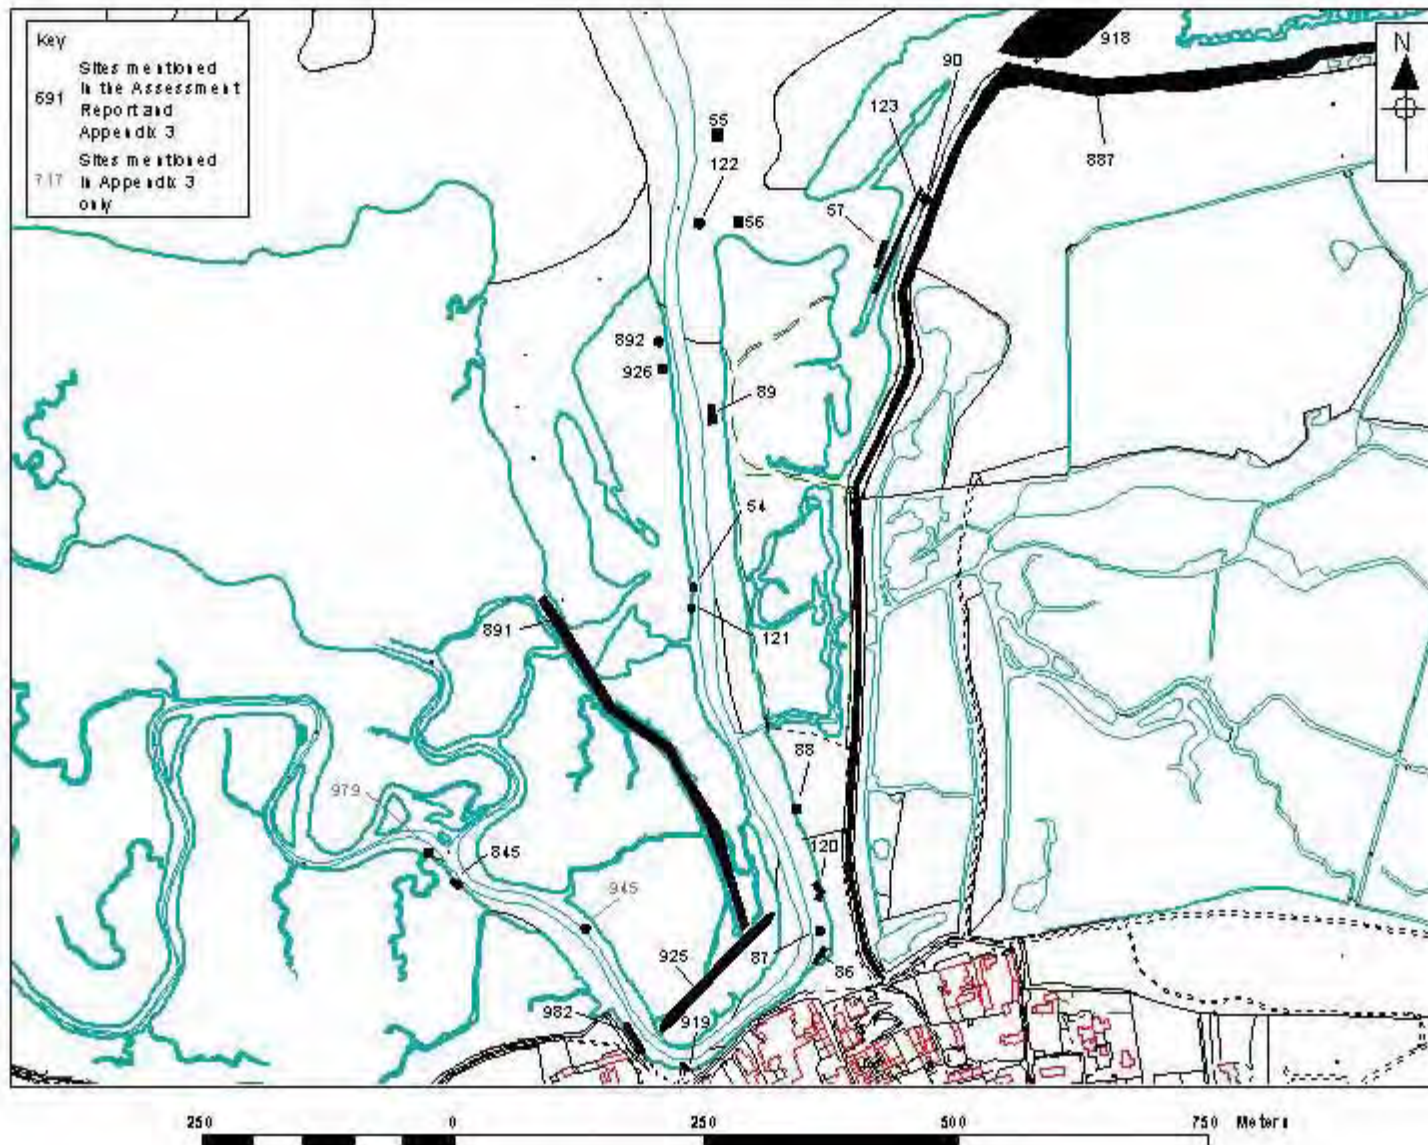 Key
Sites mentioned
in the Assessment
691
Report and
Appendix 3
Sites mentioned
717
in Appendix 3
only
N
918
90
123
55
887
122
57
56
892
926
89
54
891
121
88
979
120
845
945
925
87
86
982
919
250 0 250 500 750 Meters